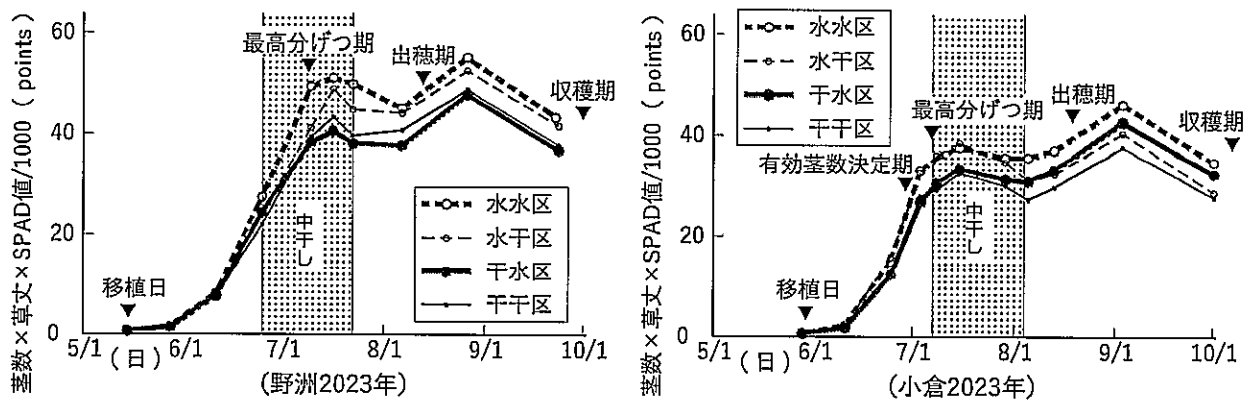 茎数×草丈×SPAD値/1000 (points)
60
40
20
0
最高分げつ期
出穂期
収穫期
移植日
中干し
水水区
水干区
干水区
干干区
5/1 6/1 7/1 8/1 9/1 10/1
(日)
(野洲2023年)
茎数×草丈×SPAD値/1000 (points)
60
40
20
0
水水区
水干区
干水区
干干区
最高分げつ期
出穂期
収穫期
有効茎数決定期
移植日
中干し
5/1 6/1 7/1 8/1 9/1 10/1
(日)
(小倉2023年)